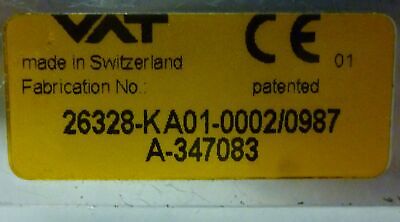 VAT CE
made in Switzerland 01
Fabrication No.: patented
26328-KA01-0002/0987
A-347083